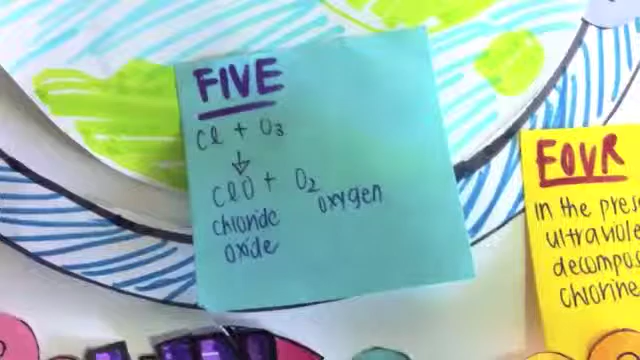 FIVE
Cl + O3
↓
ClO + O2
chloride oxygen
oxide
FOUR
in the pres
ultraviole
decompos
chlorine